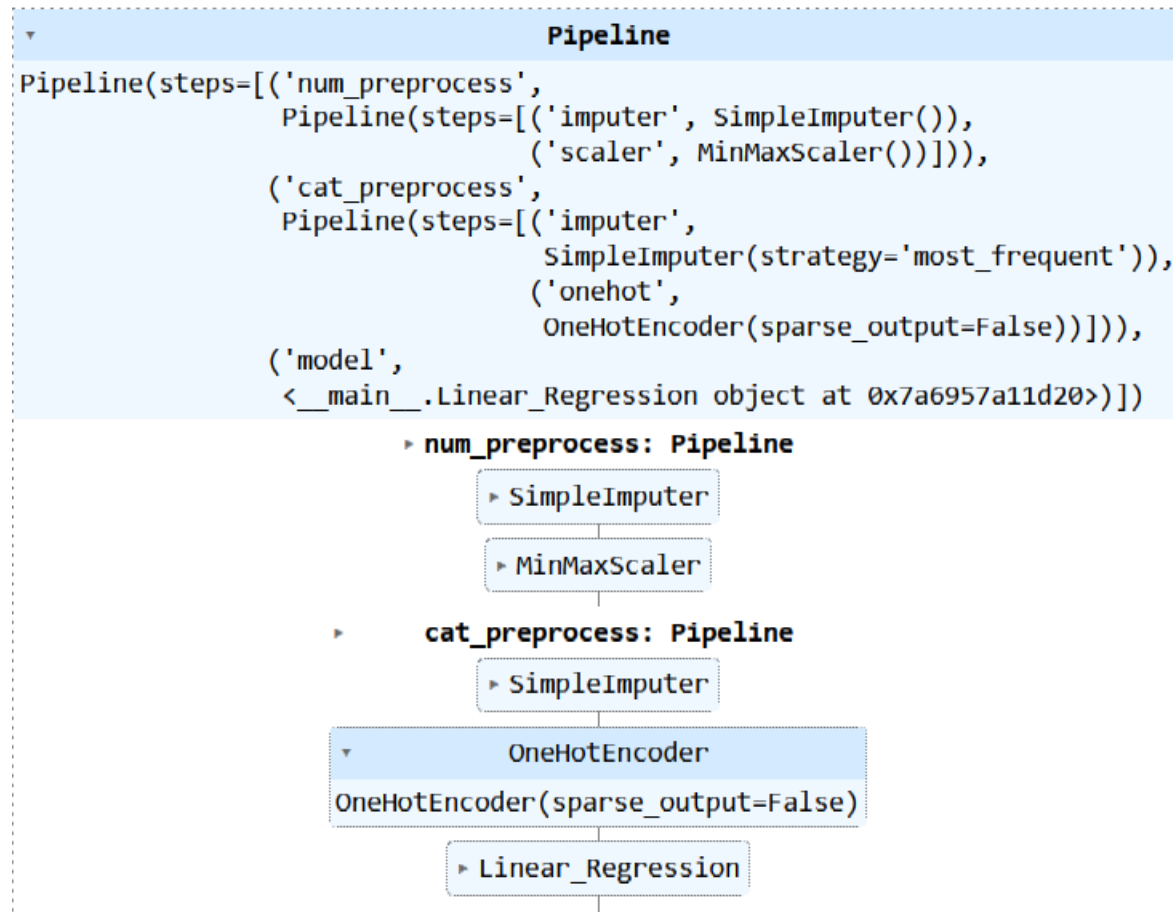 Pipeline
Pipeline(steps=[('num_preprocess',
Pipeline(steps=[('imputer', SimpleImputer()),
('scaler', MinMaxScaler())])),
('cat_preprocess',
Pipeline(steps=[('imputer',
SimpleImputer(strategy='most_frequent')),
('onehot',
OneHotEncoder(sparse_output=False))])),
('model',
<__main__.Linear_Regression object at 0x7a6957a11d20>)])
num_preprocess: Pipeline
SimpleImputer
MinMaxScaler
cat_preprocess: Pipeline
SimpleImputer
OneHotEncoder
OneHotEncoder(sparse_output=False)
Linear_Regression